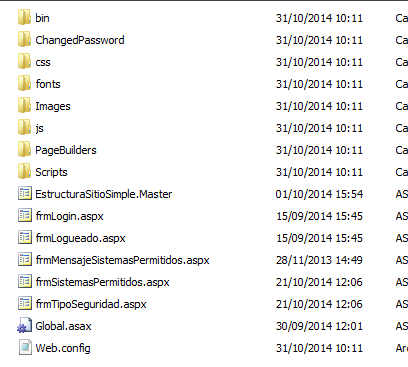 bin 31/10/2014 10:11 Ca
ChangedPassword 31/10/2014 10:11 Ca
css 31/10/2014 10:11 Ca
fonts 31/10/2014 10:11 Ca
Images 31/10/2014 10:11 Ca
js 31/10/2014 10:11 Ca
PageBuilders 31/10/2014 10:11 Ca
Scripts 31/10/2014 10:11 Ca
EstructuraSitioSimple.Master 01/10/2014 15:54 AS
frmLogin.aspx 15/09/2014 15:45 AS
frmLogueado.aspx 15/09/2014 15:45 AS
frmMensajeSistemasPermitidos.aspx 28/11/2013 14:49 AS
frmSistemasPermitidos.aspx 21/10/2014 12:06 AS
frmTipoSeguridad.aspx 21/10/2014 12:06 AS
Global.asax 30/09/2014 12:01 AS
Web.config 31/10/2014 10:11 Ar